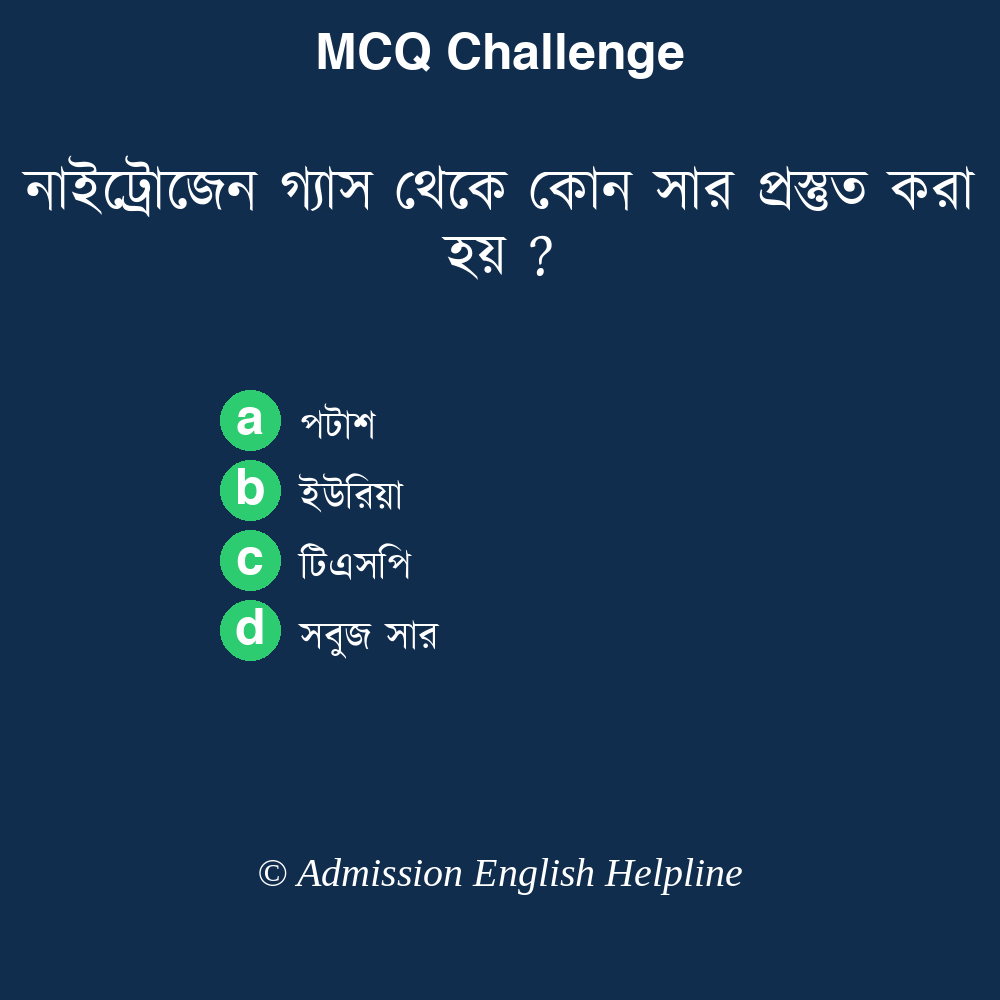 MCQ Challenge
নাইট্রোজেন গ্যাস থেকে কোন সার প্রস্তুত করা
হয় ?
a পটাশ
b ইউরিয়া
c টিএসপি
d সবুজ সার
© Admission English Helpline